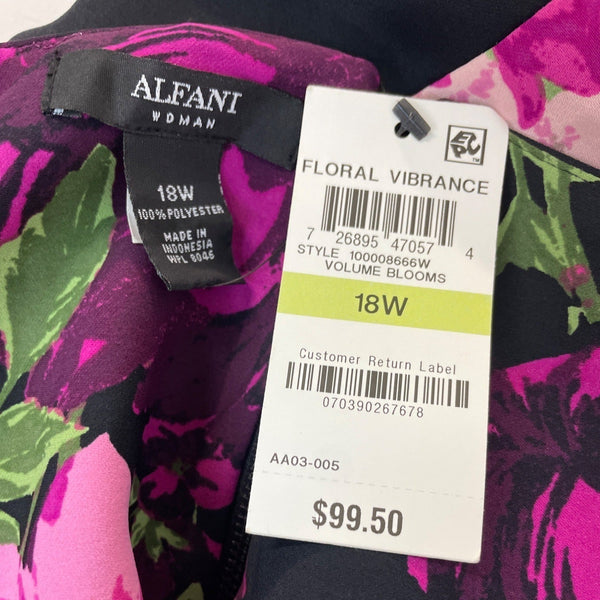 ALFANI
WOMAN
18W
100% POLYESTER
MADE IN
INDONESIA
WPL 8046
FLORAL VIBRANCE
7 26895 47057 4
STYLE 100008666W
VOLUME BLOOMS
18W
Customer Return Label
070390267678
AA03-005
$99.50